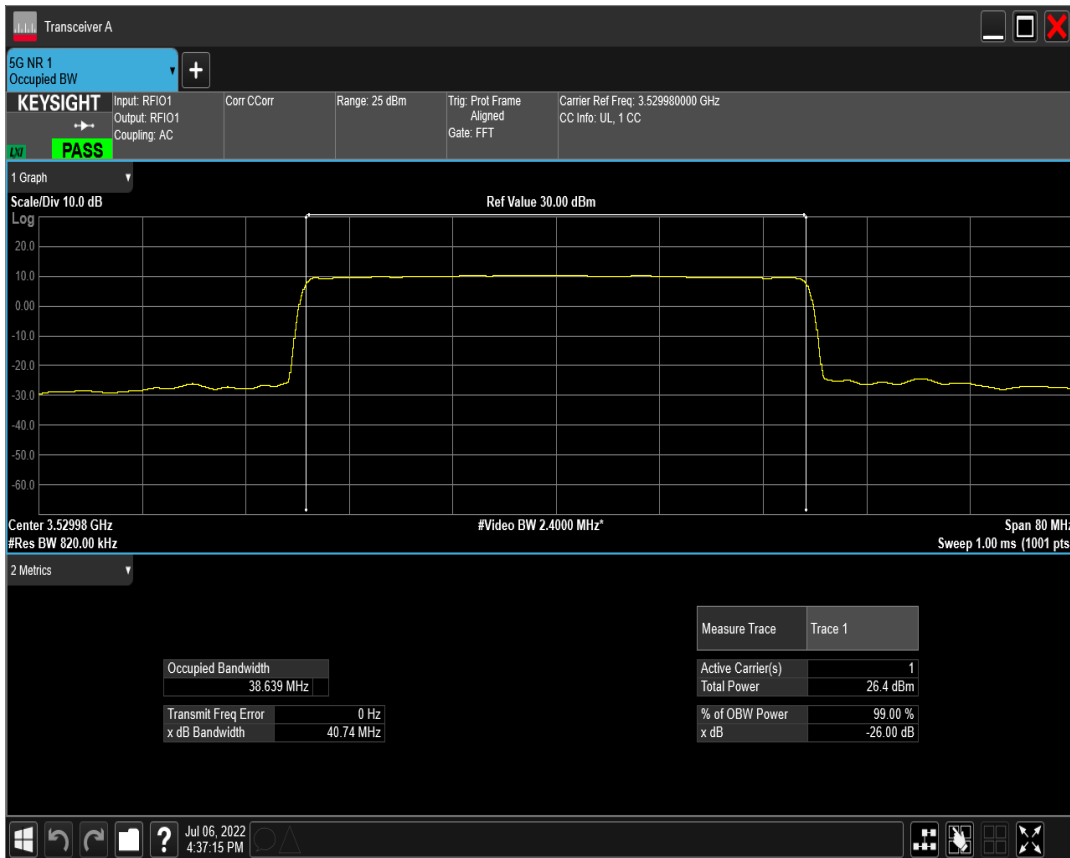 Transceiver A
5G NR 1
Occupied BW
+
KEYSIGHT
LXI
PASS
Input: RFIO1
Output: RFIO1
Coupling: AC
Corr CCorr
Range: 25 dBm
Trig: Prot Frame
Aligned
Gate: FFT
Carrier Ref Freq: 3.529980000 GHz
CC Info: UL, 1 CC
1 Graph
Scale/Div 10.0 dB
Ref Value 30.00 dBm
Log
20.0
10.0
0.00
-10.0
-20.0
-30.0
-40.0
-50.0
-60.0
Center 3.52998 GHz
#Video BW 2.4000 MHz*
Span 80 MHz
#Res BW 820.00 kHz
Sweep 1.00 ms (1001 pts
2 Metrics
Measure Trace Trace 1
Occupied Bandwidth
38.639 MHz
Active Carrier(s) 1
Total Power 26.4 dBm
Transmit Freq Error 0 Hz
x dB Bandwidth 40.74 MHz
% of OBW Power 99.00 %
x dB -26.00 dB
?
Jul 06, 2022
4:37:15 PM